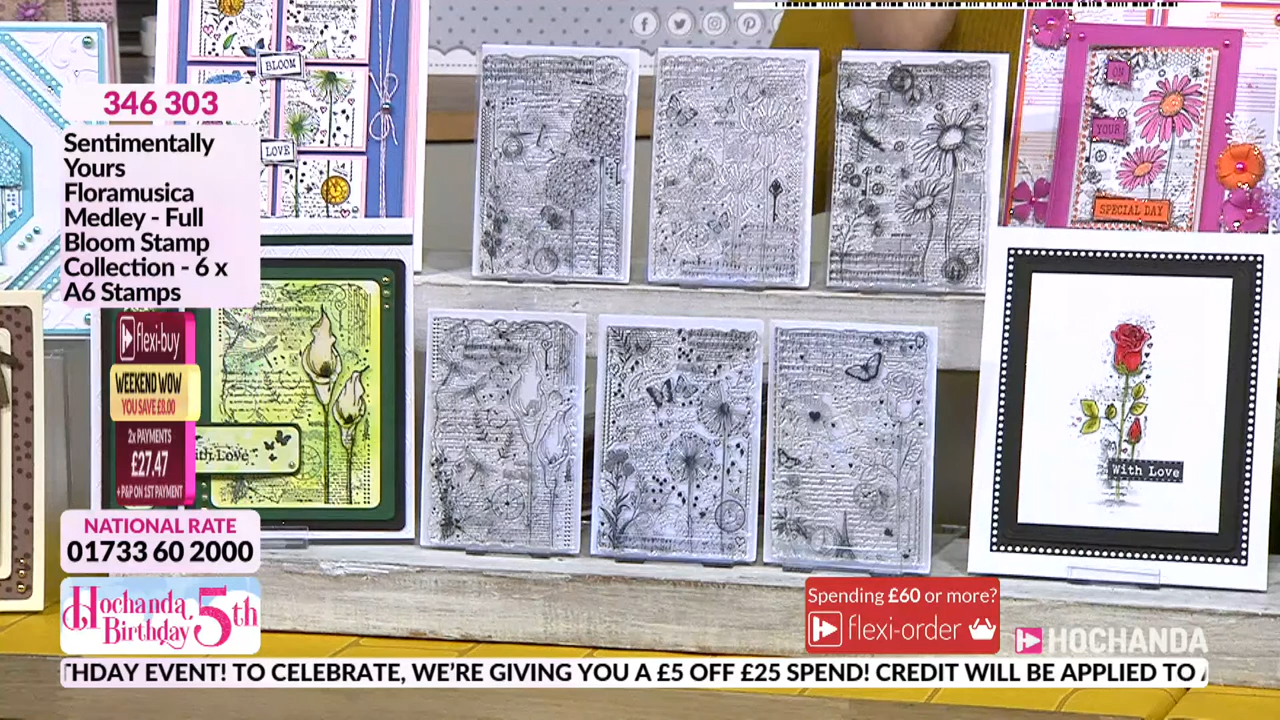 346 303
Sentimentally
Yours
Floramusica
Medley - Full
Bloom Stamp
Collection - 6 x
A6 Stamps
flexi-buy
WEEKEND WOW
YOU SAVE £8.00
2x PAYMENTS
£27.47
+ P&P ON 1ST PAYMENT
NATIONAL RATE
01733 60 2000
Hochanda
Birthday 5th
BLOOM
LOVE
ith Love
ON
YOUR
SPECIAL DAY
With Love
Spending £60 or more?
flexi-order
HOCHANDA
THDAY EVENT! TO CELEBRATE, WE'RE GIVING YOU A £5 OFF £25 SPEND! CREDIT WILL BE APPLIED TO